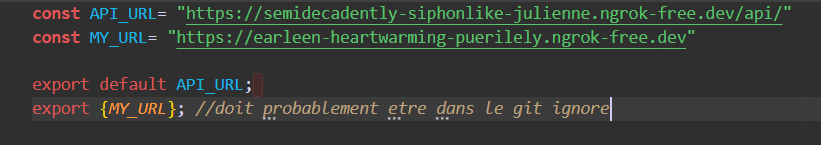 const API_URL= "https://semidecadently-siphonlike-julienne.ngrok-free.dev/api/"
const MY_URL= "https://earleen-heartwarming-puerilely.ngrok-free.dev"
export default API_URL;
export {MY_URL}; //doit probablement etre dans le git ignore